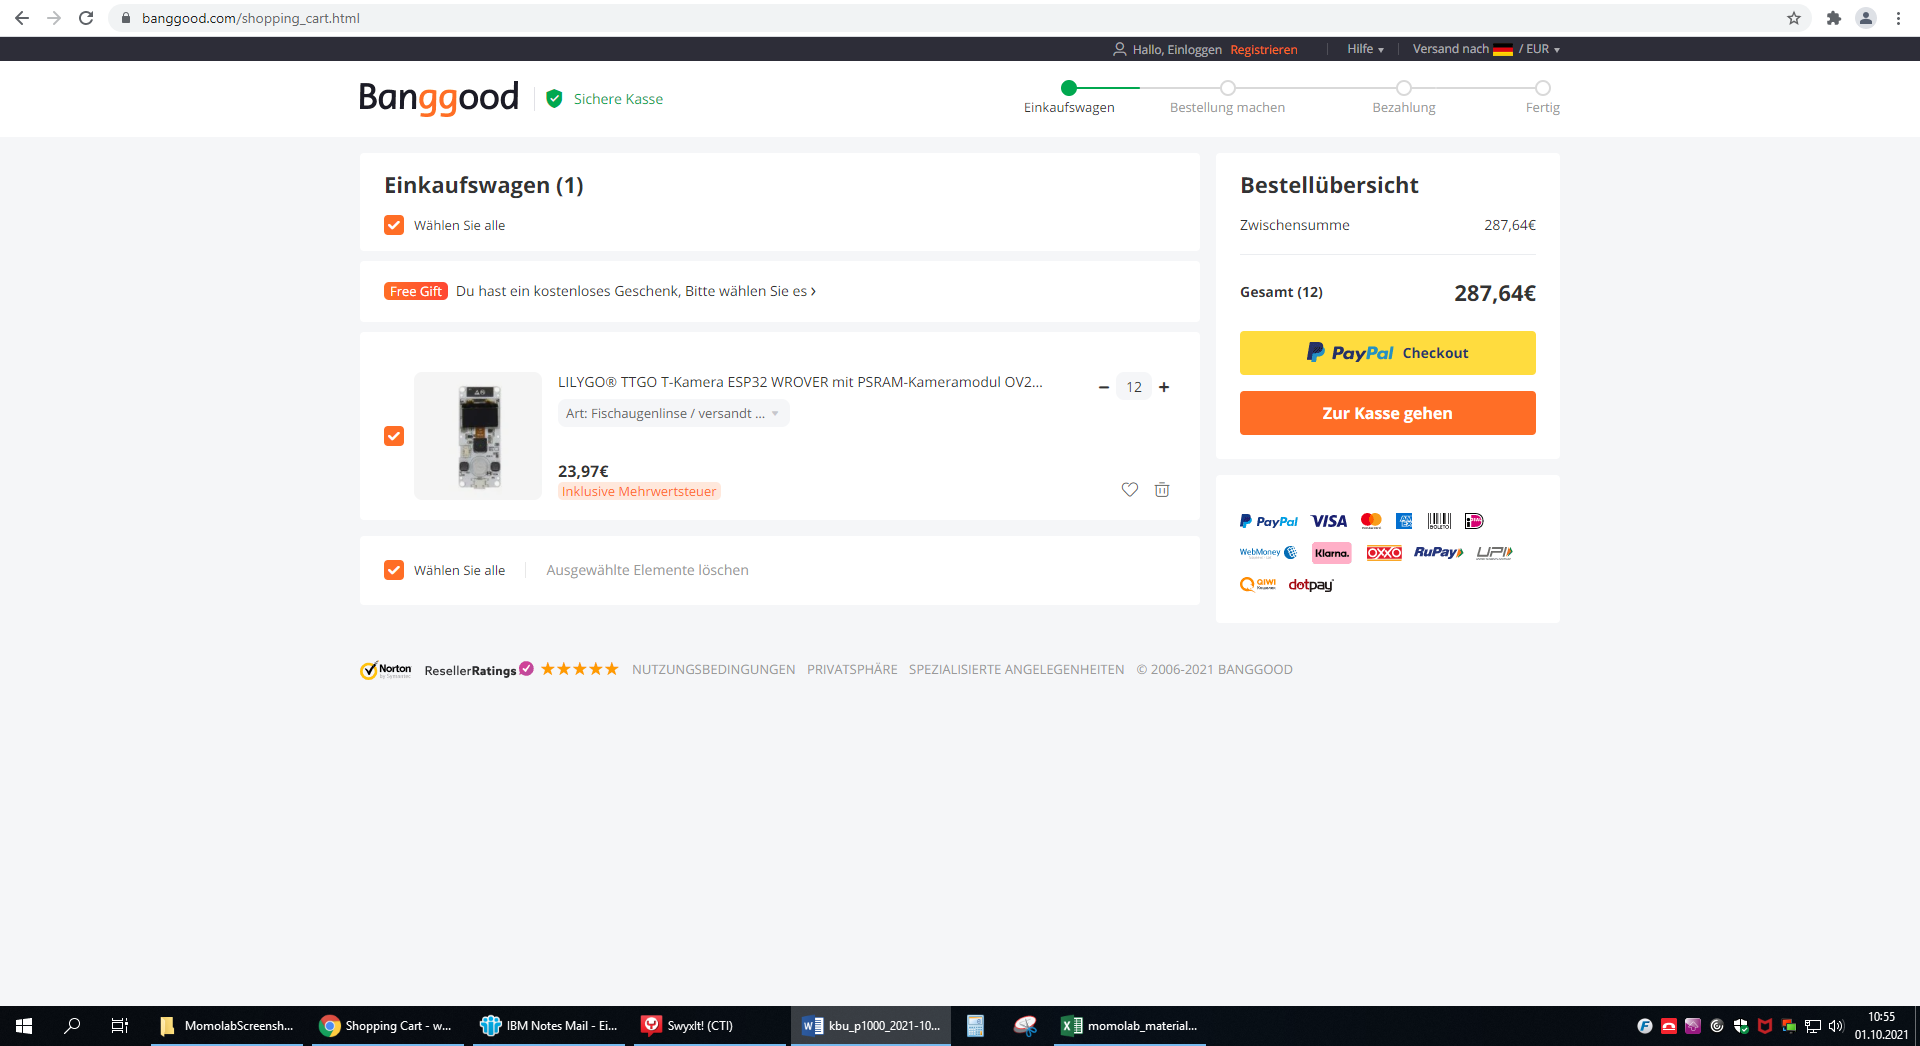 banggood.com/shopping_cart.html
Hallo, Einloggen Registrieren Hilfe Versand nach / EUR
Banggood Sichere Kasse
Einkaufswagen Bestellung machen Bezahlung Fertig
Einkaufswagen (1)
Wählen Sie alle
Free Gift Du hast ein kostenloses Geschenk, Bitte wählen Sie es ›
LILYGO® TTGO T-Kamera ESP32 WROVER mit PSRAM-Kameramodul OV2...
Art: Fischaugenlinse / versandt ...
− 12 +
23,97€
Inklusive Mehrwertsteuer
Wählen Sie alle Ausgewählte Elemente löschen
Bestellübersicht
Zwischensumme 287,64€
Gesamt (12) 287,64€
PayPal Checkout
Zur Kasse gehen
PayPal VISA BOLETO
WebMoney Klarna. OXXO RuPay UPI
QIWI dotpay
Norton ResellerRatings NUTZUNGSBEDINGUNGEN PRIVATSPHÄRE SPEZIALISIERTE ANGELEGENHEITEN © 2006-2021 BANGGOOD
MomolabScreensh... Shopping Cart - w... IBM Notes Mail - Ei... SwyxIt! (CTI) kbu_p1000_2021-10... momolab_material...
10:55
01.10.2021